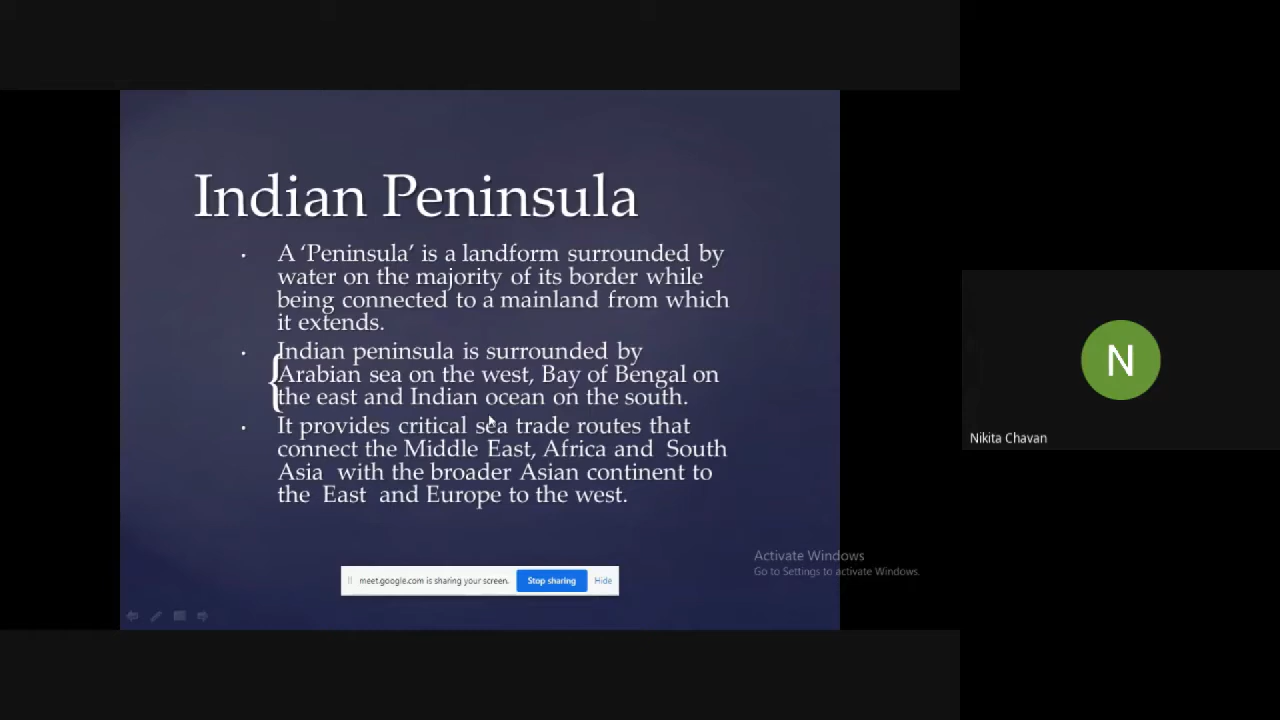 Indian Peninsula
· A ‘Peninsula’ is a landform surrounded by
water on the majority of its border while
being connected to a mainland from which
it extends.
· Indian peninsula is surrounded by
Arabian sea on the west, Bay of Bengal on
the east and Indian ocean on the south.
· It provides critical sea trade routes that
connect the Middle East, Africa and South
Asia with the broader Asian continent to
the East and Europe to the west.
N
Nikita Chavan
Activate Windows
Go to Settings to activate Windows.
meet.google.com is sharing your screen. Stop sharing Hide